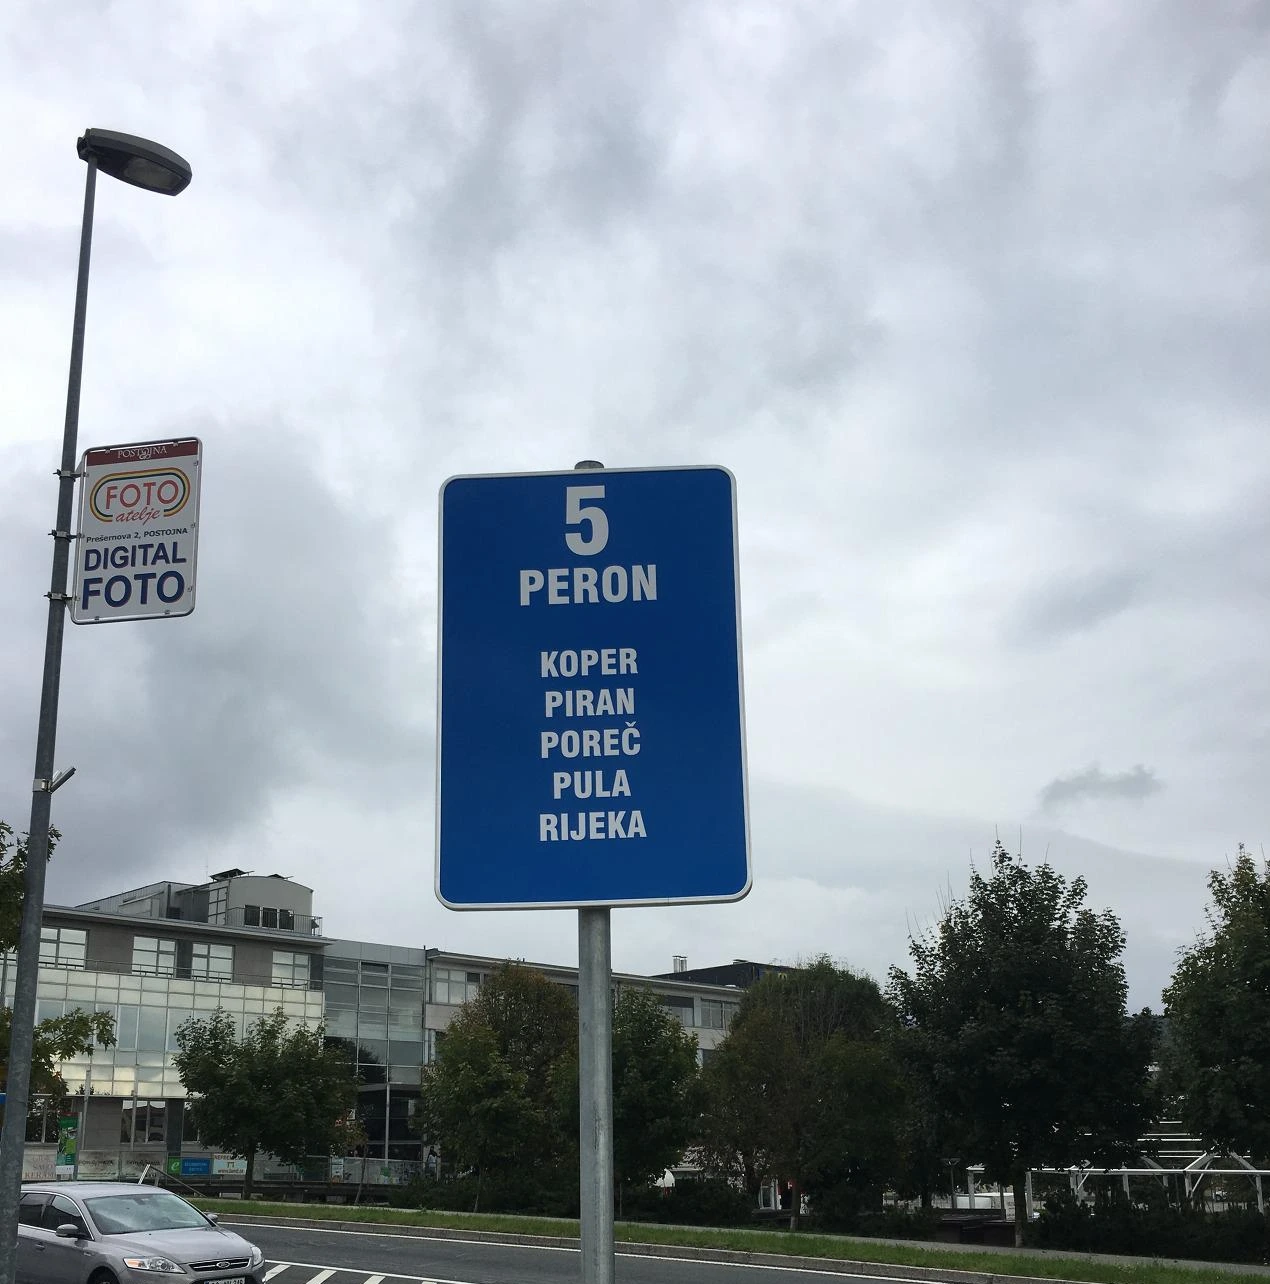 POSTOJNA
FOTO
atelje
Prešernova 2, POSTOJNA
DIGITAL
FOTO
5
PERON
KOPER
PIRAN
POREČ
PULA
RIJEKA